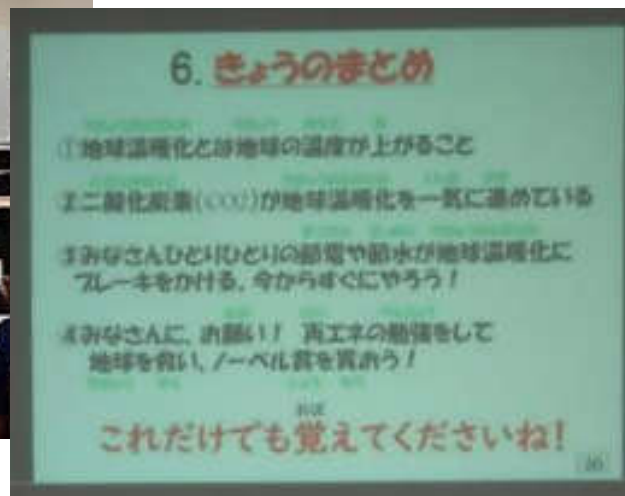 6. きょうのまとめ
①地球温暖化とは地球の温度が上がること
②二酸化炭素(CO2)が地球温暖化を一気に進めている
③みなさんひとりひとりの節電や節水が地球温暖化に
ブレーキをかける、今からすぐにやろう！
④みなさんに、お願い！ 再エネの勉強をして
地球を救い、ノーベル賞を貰おう！
これだけでも覚えてくださいね！